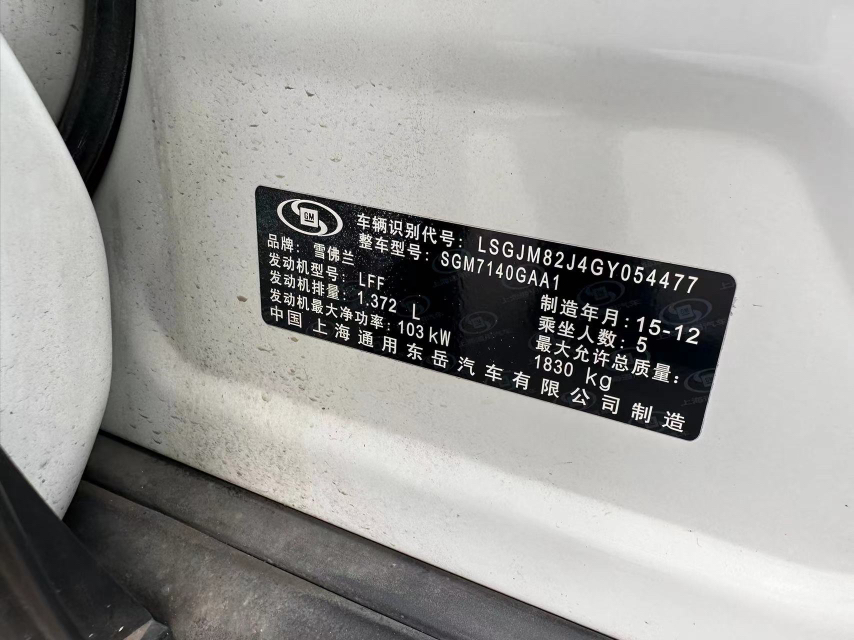 GM
车辆识别代号: LSGJM82J4GY054477
整车型号: SGM7140GAA1
品牌: 雪佛兰
发动机型号: LFF
制造年月: 15-12
发动机排量: 1.372 L
乘坐人数: 5
发动机最大净功率: 103 kW
最大允许总质量:
1830 kg
中国 上海通用东岳汽车有限公司制造